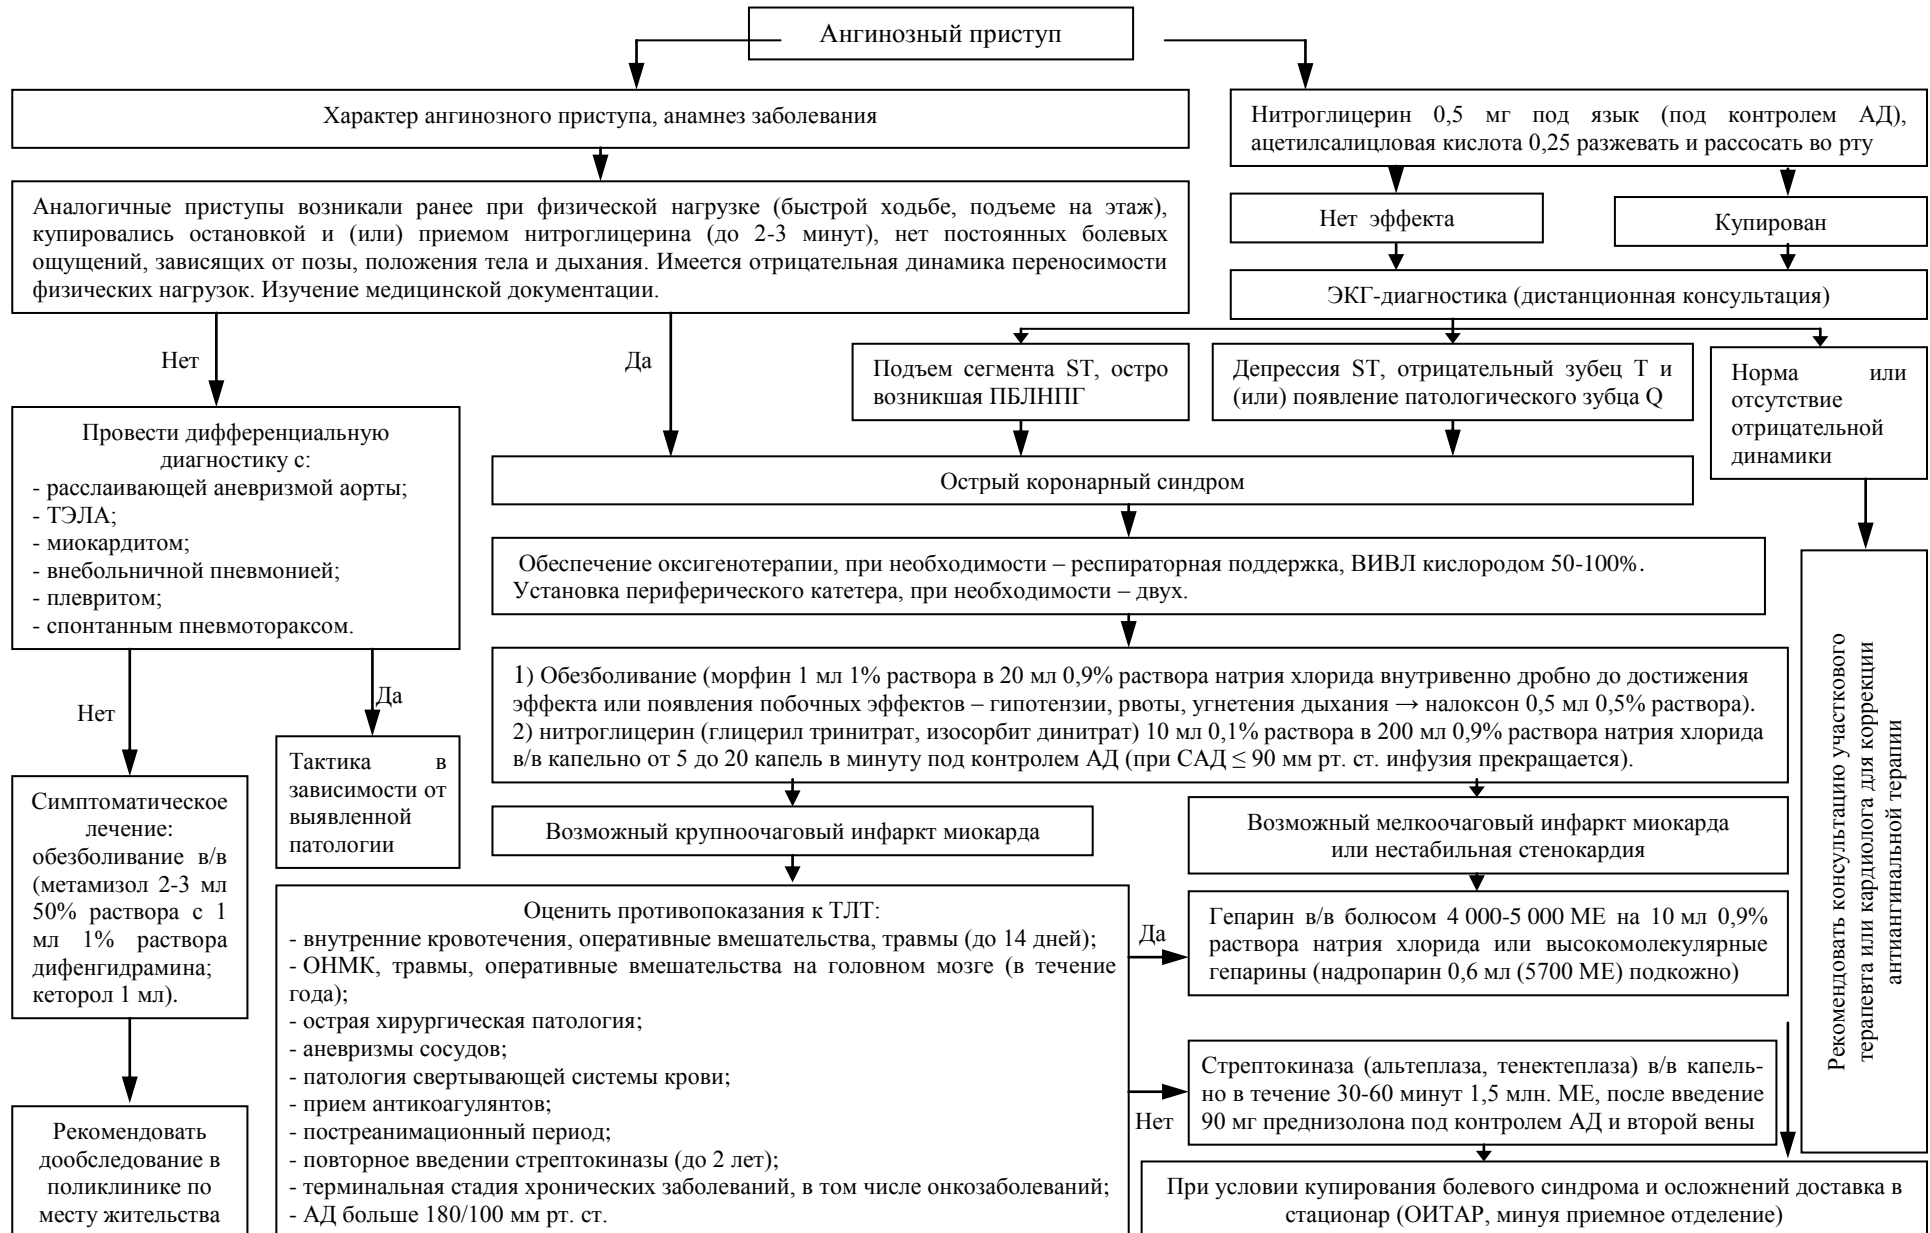 Ангинозный приступ
Характер ангинозного приступа, анамнез заболевания
Нитроглицерин 0,5 мг под язык (под контролем АД),
ацетилсалицловая кислота 0,25 разжевать и рассосать во рту
Аналогичные приступы возникали ранее при физической нагрузке (быстрой ходьбе, подъеме на этаж),
купировались остановкой и (или) приемом нитроглицерина (до 2-3 минут), нет постоянных болевых
ощущений, зависящих от позы, положения тела и дыхания. Имеется отрицательная динамика переносимости
физических нагрузок. Изучение медицинской документации.
Нет эффекта
Купирован
ЭКГ-диагностика (дистанционная консультация)
Нет
Да
Подъем сегмента ST, остро
возникшая ПБЛНПГ
Депрессия ST, отрицательный зубец Т и
(или) появление патологического зубца Q
Норма или
отсутствие
отрицательной
динамики
Провести дифференциальную
диагностику с:
- расслаивающей аневризмой аорты;
- ТЭЛА;
- миокардитом;
- внебольничной пневмонией;
- плевритом;
- спонтанным пневмотораксом.
Острый коронарный синдром
Обеспечение оксигенотерапии, при необходимости – респираторная поддержка, ВИВЛ кислородом 50-100%.
Установка периферического катетера, при необходимости – двух.
1) Обезболивание (морфин 1 мл 1% раствора в 20 мл 0,9% раствора натрия хлорида внутривенно дробно до достижения
эффекта или появления побочных эффектов – гипотензии, рвоты, угнетения дыхания → налоксон 0,5 мл 0,5% раствора).
2) нитроглицерин (глицерил тринитрат, изосорбит динитрат) 10 мл 0,1% раствора в 200 мл 0,9% раствора натрия хлорида
в/в капельно от 5 до 20 капель в минуту под контролем АД (при САД ≤ 90 мм рт. ст. инфузия прекращается).
Нет
Да
Симптоматическое
лечение:
обезболивание в/в
(метамизол 2-3 мл
50% раствора с 1
мл 1% раствора
дифенгидрамина;
кеторол 1 мл).
Тактика в
зависимости от
выявленной
патологии
Возможный крупноочаговый инфаркт миокарда
Возможный мелкоочаговый инфаркт миокарда
или нестабильная стенокардия
Оценить противопоказания к ТЛТ:
- внутренние кровотечения, оперативные вмешательства, травмы (до 14 дней);
- ОНМК, травмы, оперативные вмешательства на головном мозге (в течение
года);
- острая хирургическая патология;
- аневризмы сосудов;
- патология свертывающей системы крови;
- прием антикоагулянтов;
- постреанимационный период;
- повторное введении стрептокиназы (до 2 лет);
- терминальная стадия хронических заболеваний, в том числе онкозаболеваний;
- АД больше 180/100 мм рт. ст.
Да
Гепарин в/в болюсом 4 000-5 000 МЕ на 10 мл 0,9%
раствора натрия хлорида или высокомолекулярные
гепарины (надропарин 0,6 мл (5700 МЕ) подкожно)
Нет
Стрептокиназа (альтеплаза, тенектеплаза) в/в капель-
но в течение 30-60 минут 1,5 млн. МЕ, после введение
90 мг преднизолона под контролем АД и второй вены
Рекомендовать консультацию участкового
терапевта или кардиолога для коррекции
антиангинальной терапии
Рекомендовать
дообследование в
поликлинике по
месту жительства
При условии купирования болевого синдрома и осложнений доставка в
стационар (ОИТАР, минуя приемное отделение)